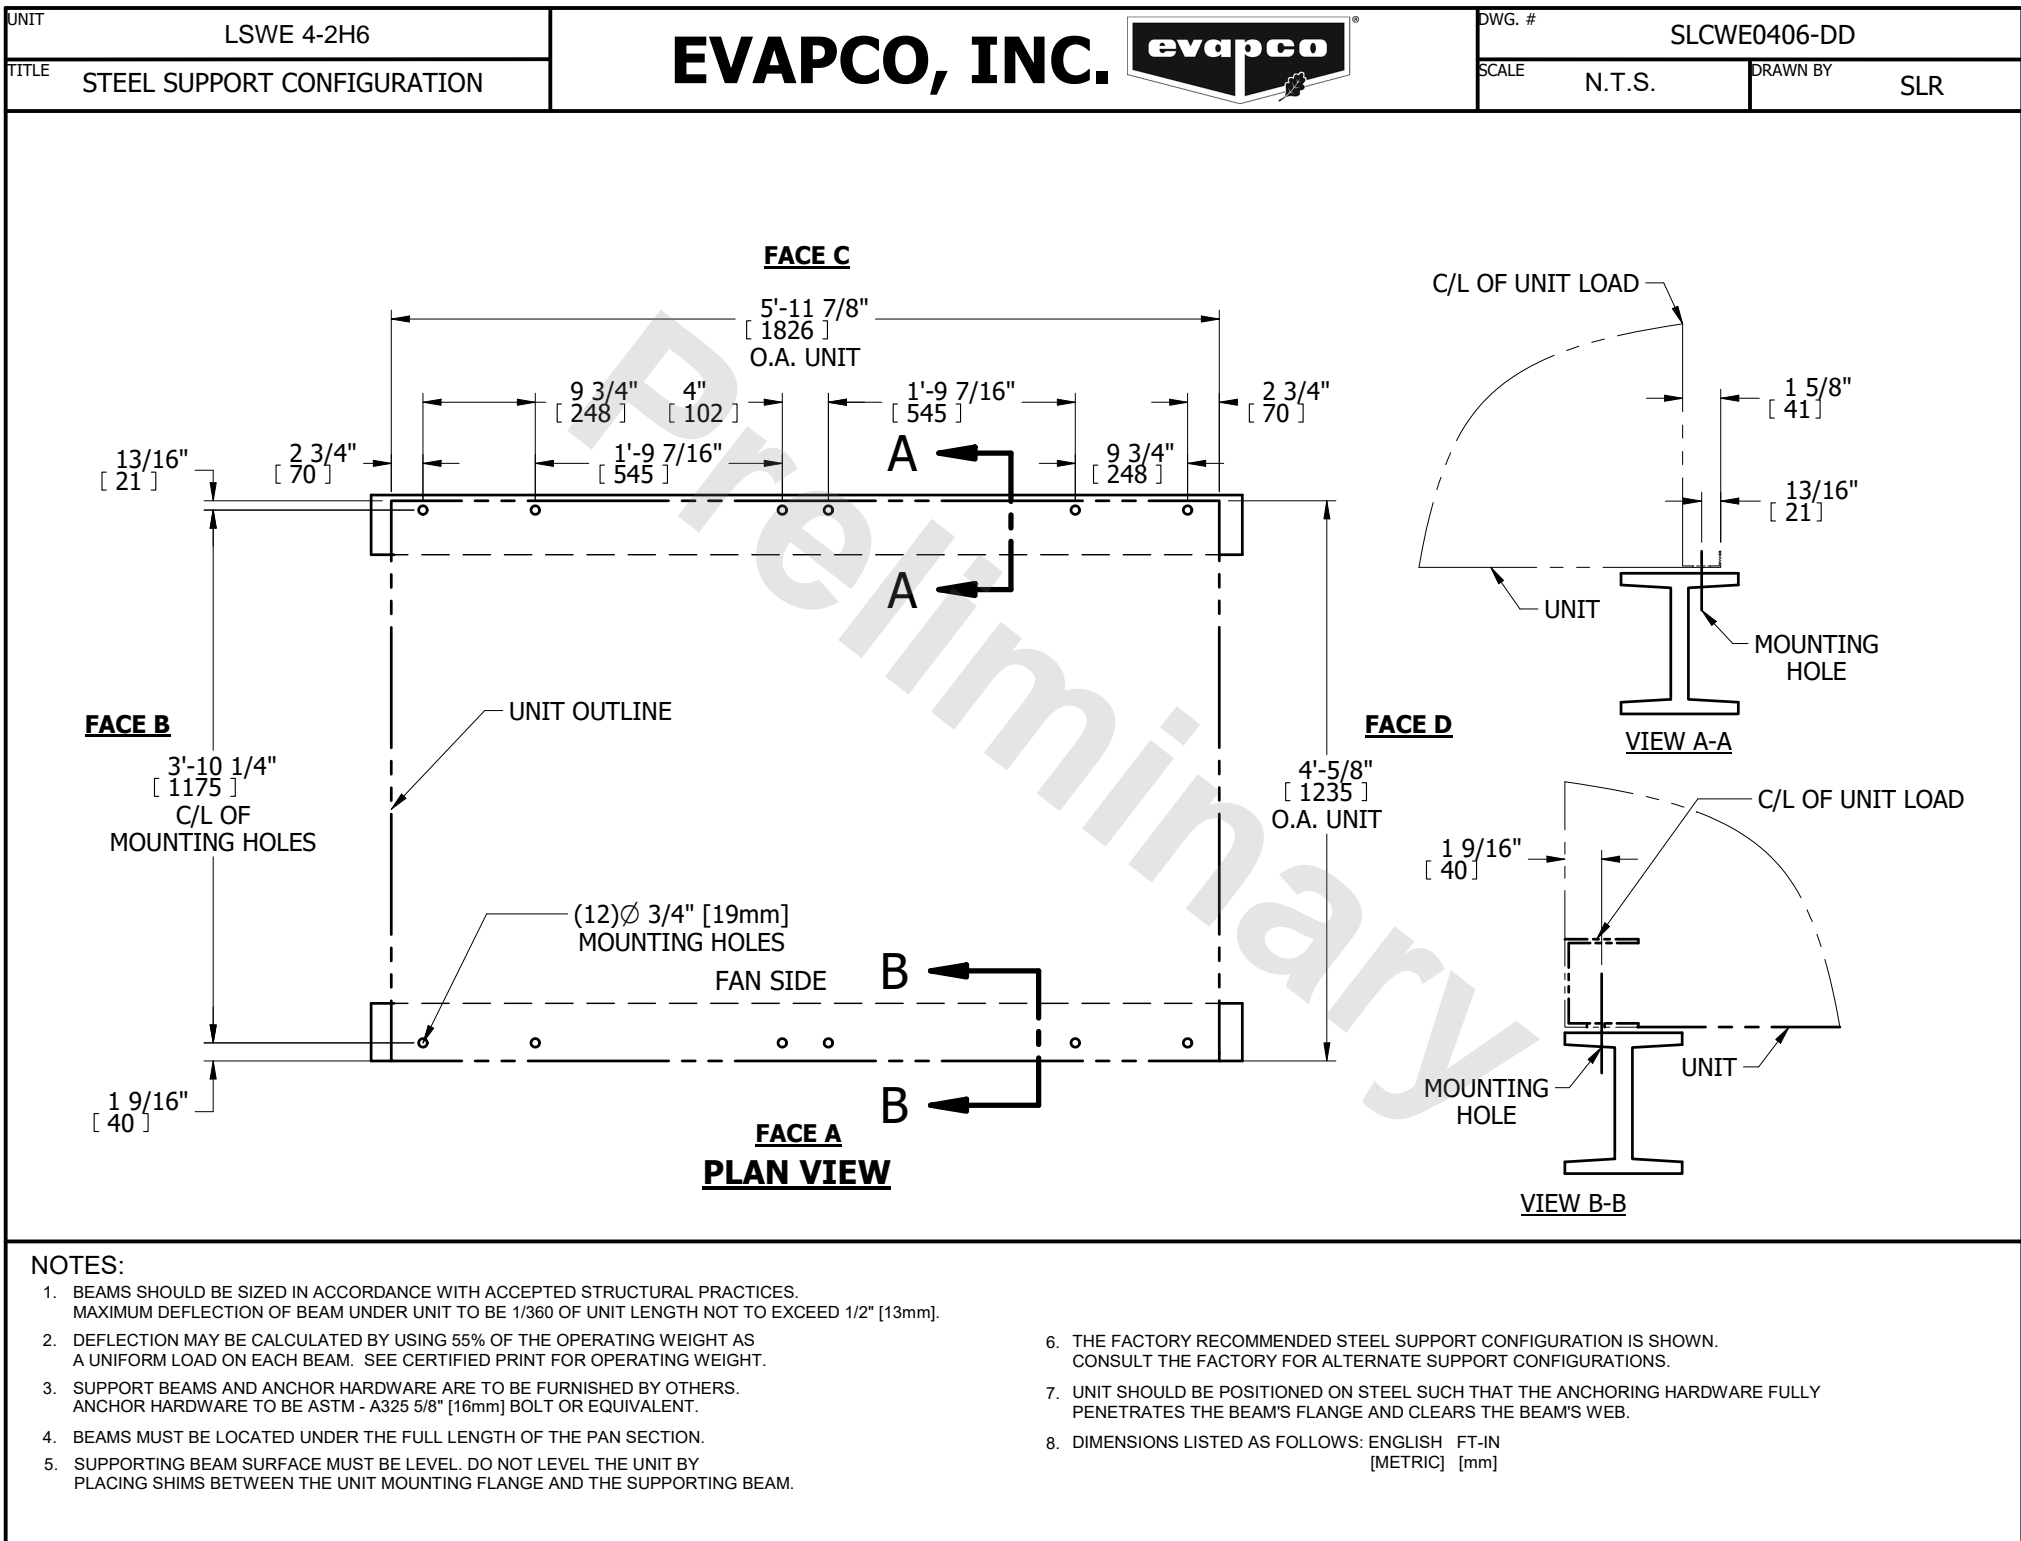 UNIT
LSWE 4-2H6
TITLE
STEEL SUPPORT CONFIGURATION
EVAPCO, INC.
evapco
®
DWG. #
SLCWE0406-DD
SCALE
N.T.S.
DRAWN BY
SLR
FACE C
5'-11 7/8"
[ 1826 ]
O.A. UNIT
9 3/4"
[ 248 ]
4"
[ 102 ]
1'-9 7/16"
[ 545 ]
2 3/4"
[ 70 ]
13/16"
[ 21 ]
2 3/4"
[ 70 ]
1'-9 7/16"
[ 545 ]
9 3/4"
[ 248 ]
A
A
UNIT OUTLINE
FACE B
3'-10 1/4"
[ 1175 ]
C/L OF
MOUNTING HOLES
FACE D
4'-5/8"
[ 1235 ]
O.A. UNIT
(12)∅ 3/4" [19mm]
MOUNTING HOLES
FAN SIDE
B
B
1 9/16"
[ 40 ]
FACE A
PLAN VIEW
C/L OF UNIT LOAD
1 5/8"
[ 41 ]
13/16"
[ 21 ]
UNIT
MOUNTING
HOLE
VIEW A-A
C/L OF UNIT LOAD
1 9/16"
[ 40 ]
UNIT
MOUNTING
HOLE
VIEW B-B
Preliminary
NOTES:
1. BEAMS SHOULD BE SIZED IN ACCORDANCE WITH ACCEPTED STRUCTURAL PRACTICES.
MAXIMUM DEFLECTION OF BEAM UNDER UNIT TO BE 1/360 OF UNIT LENGTH NOT TO EXCEED 1/2" [13mm].
2. DEFLECTION MAY BE CALCULATED BY USING 55% OF THE OPERATING WEIGHT AS
A UNIFORM LOAD ON EACH BEAM. SEE CERTIFIED PRINT FOR OPERATING WEIGHT.
3. SUPPORT BEAMS AND ANCHOR HARDWARE ARE TO BE FURNISHED BY OTHERS.
ANCHOR HARDWARE TO BE ASTM - A325 5/8" [16mm] BOLT OR EQUIVALENT.
4. BEAMS MUST BE LOCATED UNDER THE FULL LENGTH OF THE PAN SECTION.
5. SUPPORTING BEAM SURFACE MUST BE LEVEL. DO NOT LEVEL THE UNIT BY
PLACING SHIMS BETWEEN THE UNIT MOUNTING FLANGE AND THE SUPPORTING BEAM.
6. THE FACTORY RECOMMENDED STEEL SUPPORT CONFIGURATION IS SHOWN.
CONSULT THE FACTORY FOR ALTERNATE SUPPORT CONFIGURATIONS.
7. UNIT SHOULD BE POSITIONED ON STEEL SUCH THAT THE ANCHORING HARDWARE FULLY
PENETRATES THE BEAM'S FLANGE AND CLEARS THE BEAM'S WEB.
8. DIMENSIONS LISTED AS FOLLOWS: ENGLISH FT-IN
[METRIC] [mm]